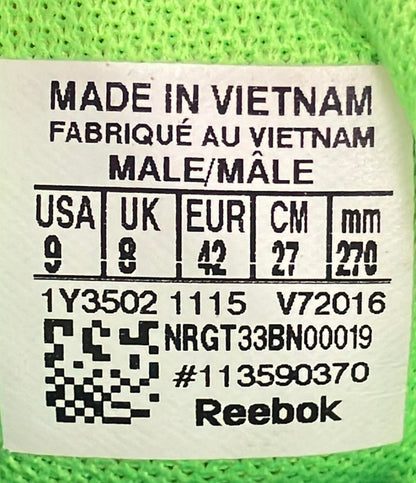 MADE IN VIETNAM
FABRIQUÉ AU VIETNAM
MALE/MÂLE
USA UK EUR CM mm
9 8 42 27 270
1Y3502 1115 V72016
NRGT33BN00019
#113590370
Reebok